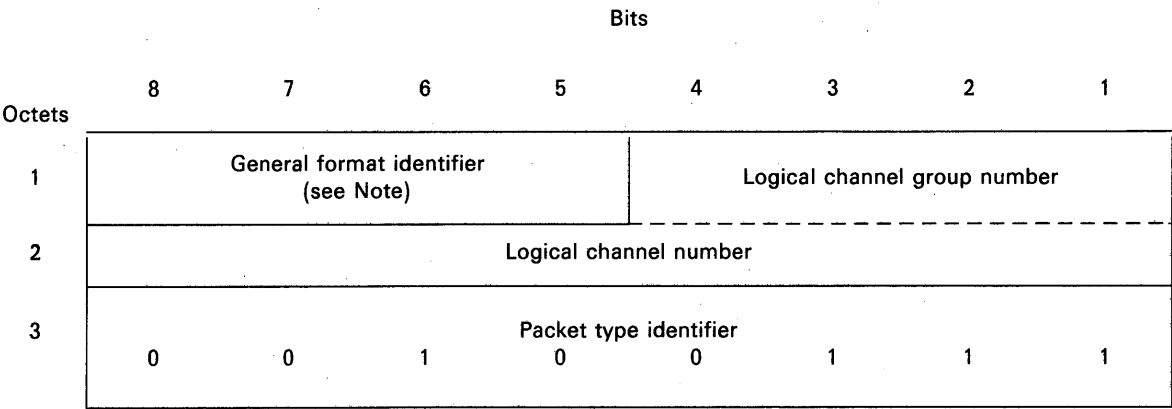 Bits
8 7 6 5 4 3 2 1
Octets
1 General format identifier Logical channel group number
(see Note)
2 Logical channel number
3 Packet type identifier
0 0 1 0 0 1 1 1